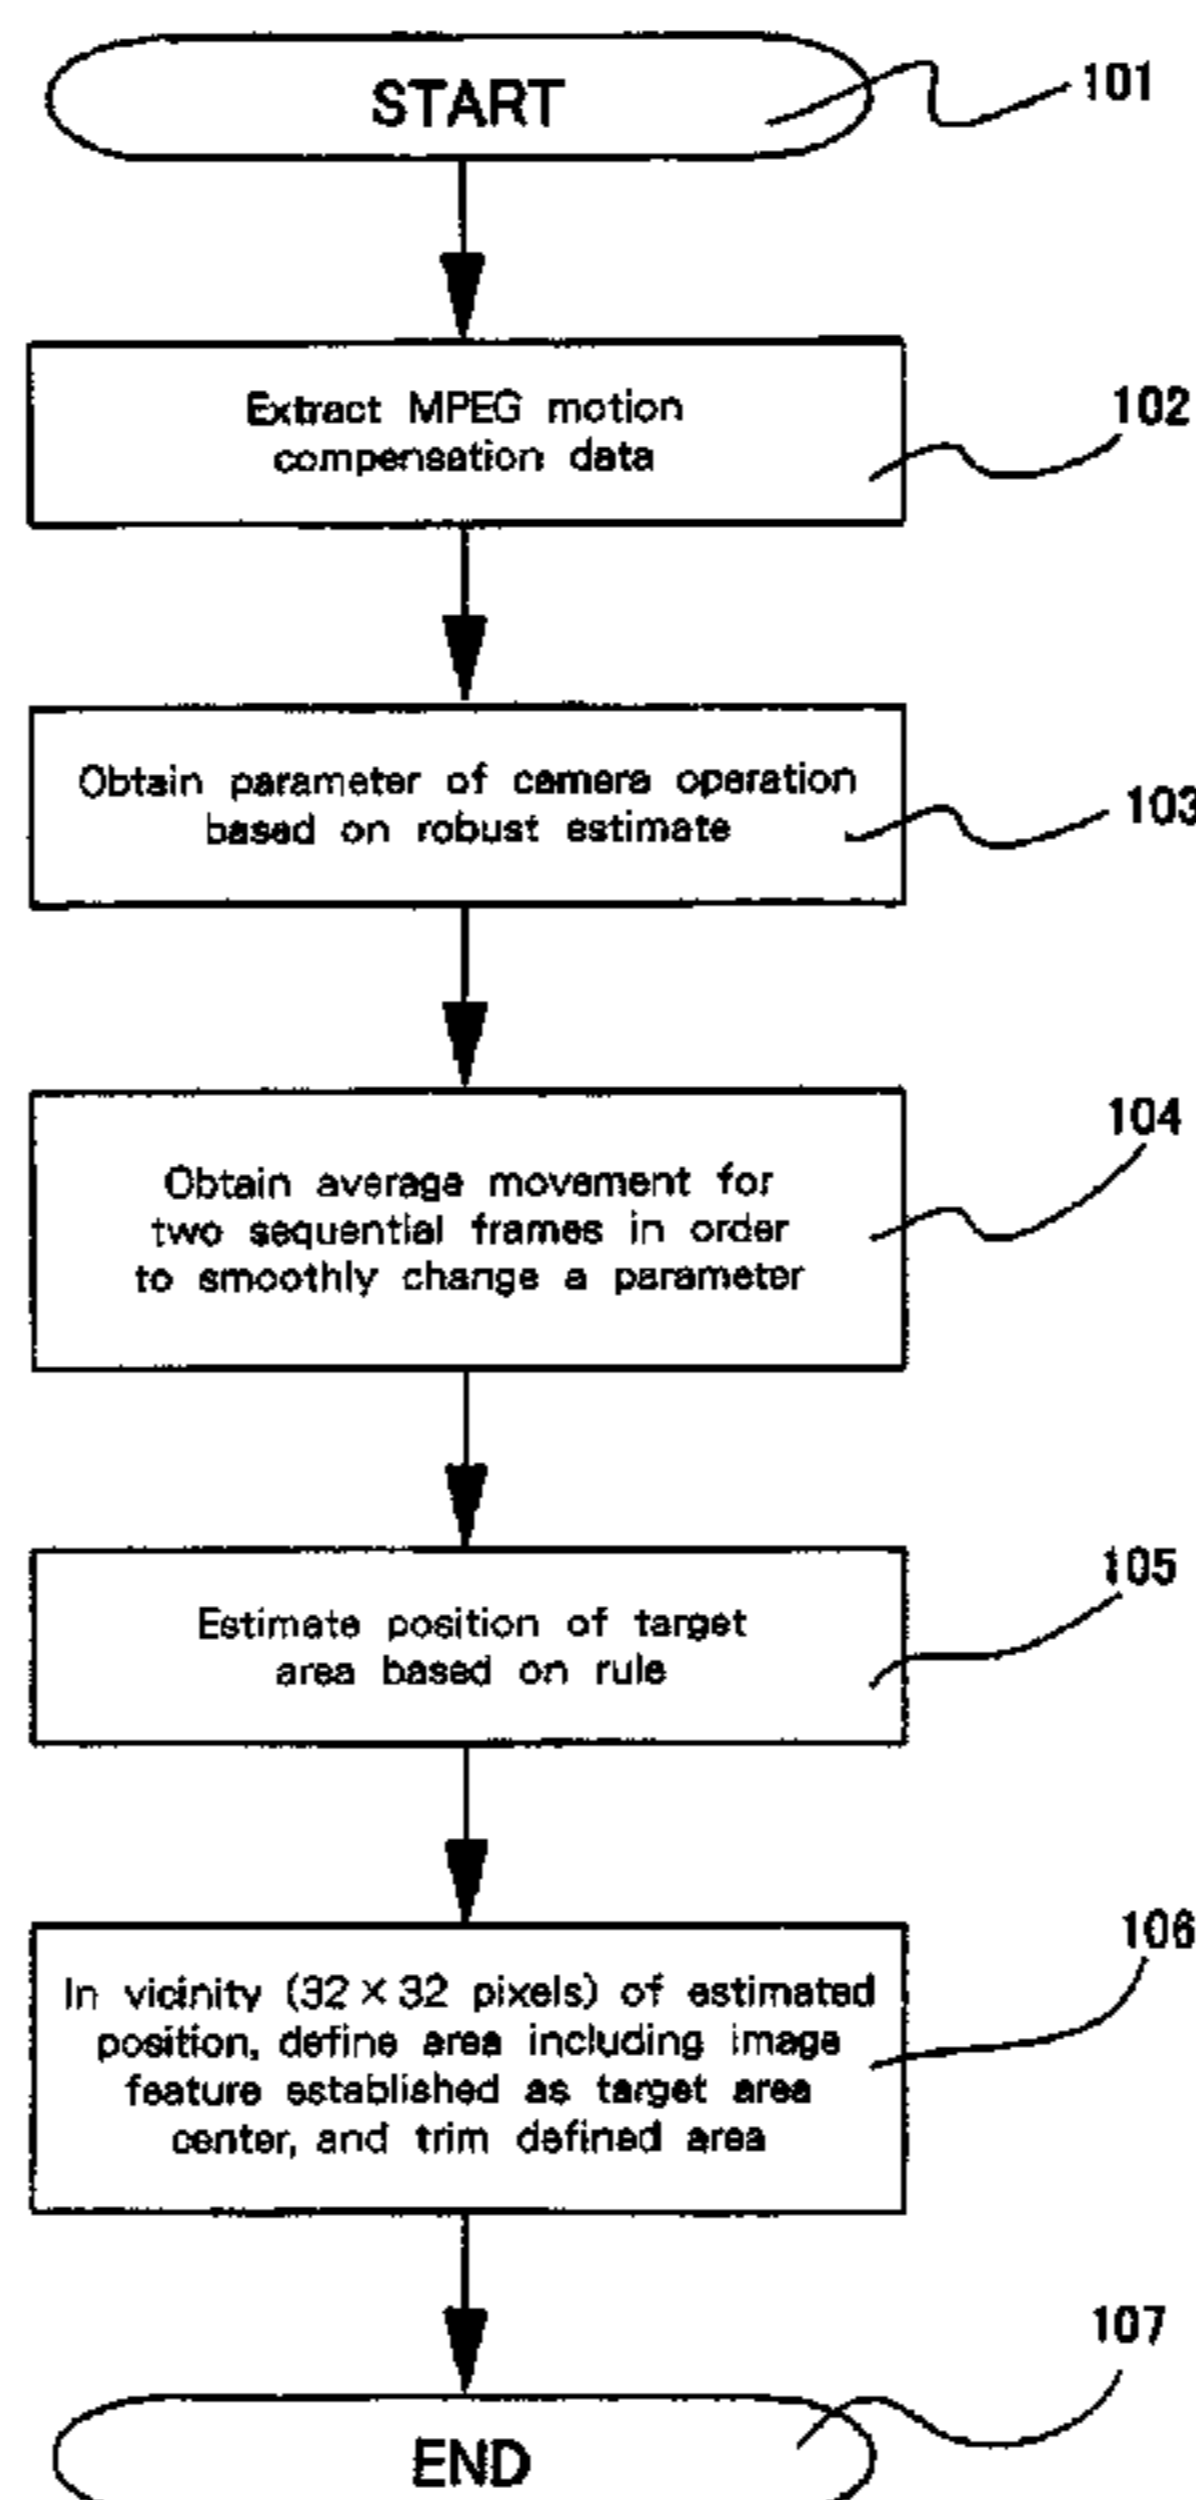 START
101
Extract MPEG motion
compensation data
102
Obtain parameter of camera operation
based on robust estimate
103
Obtain average movement for
two sequential frames in order
to smoothly change a parameter
104
Estimate position of target
area based on rule
105
In vicinity (32×32 pixels) of estimated
position, define area including image
feature established as target area
center, and trim defined area
106
END
107